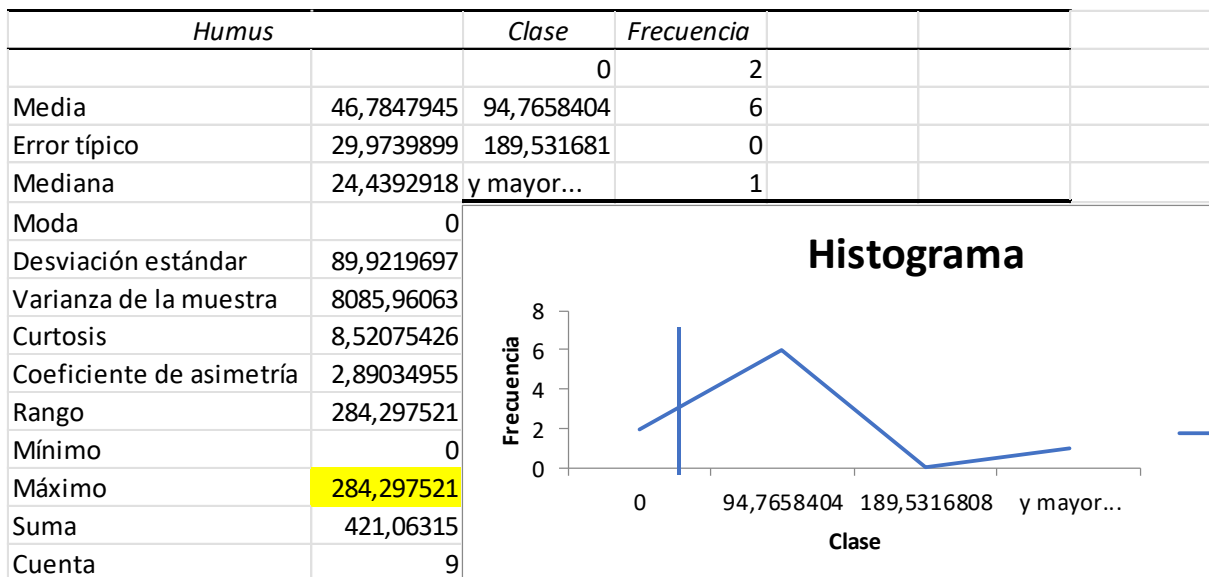 Humus Clase Frecuencia
0 2
Media 46,7847945 94,7658404 6
Error típico 29,9739899 189,531681 0
Mediana 24,4392918 y mayor... 1
Moda 0
Desviación estándar 89,9219697
Varianza de la muestra 8085,96063
Curtosis 8,52075426
Coeficiente de asimetría 2,89034955
Rango 284,297521
Mínimo 0
Máximo 284,297521
Suma 421,06315
Cuenta 9
Histograma
Frecuencia
8
6
4
2
0
0 94,7658404 189,5316808 y mayor...
Clase